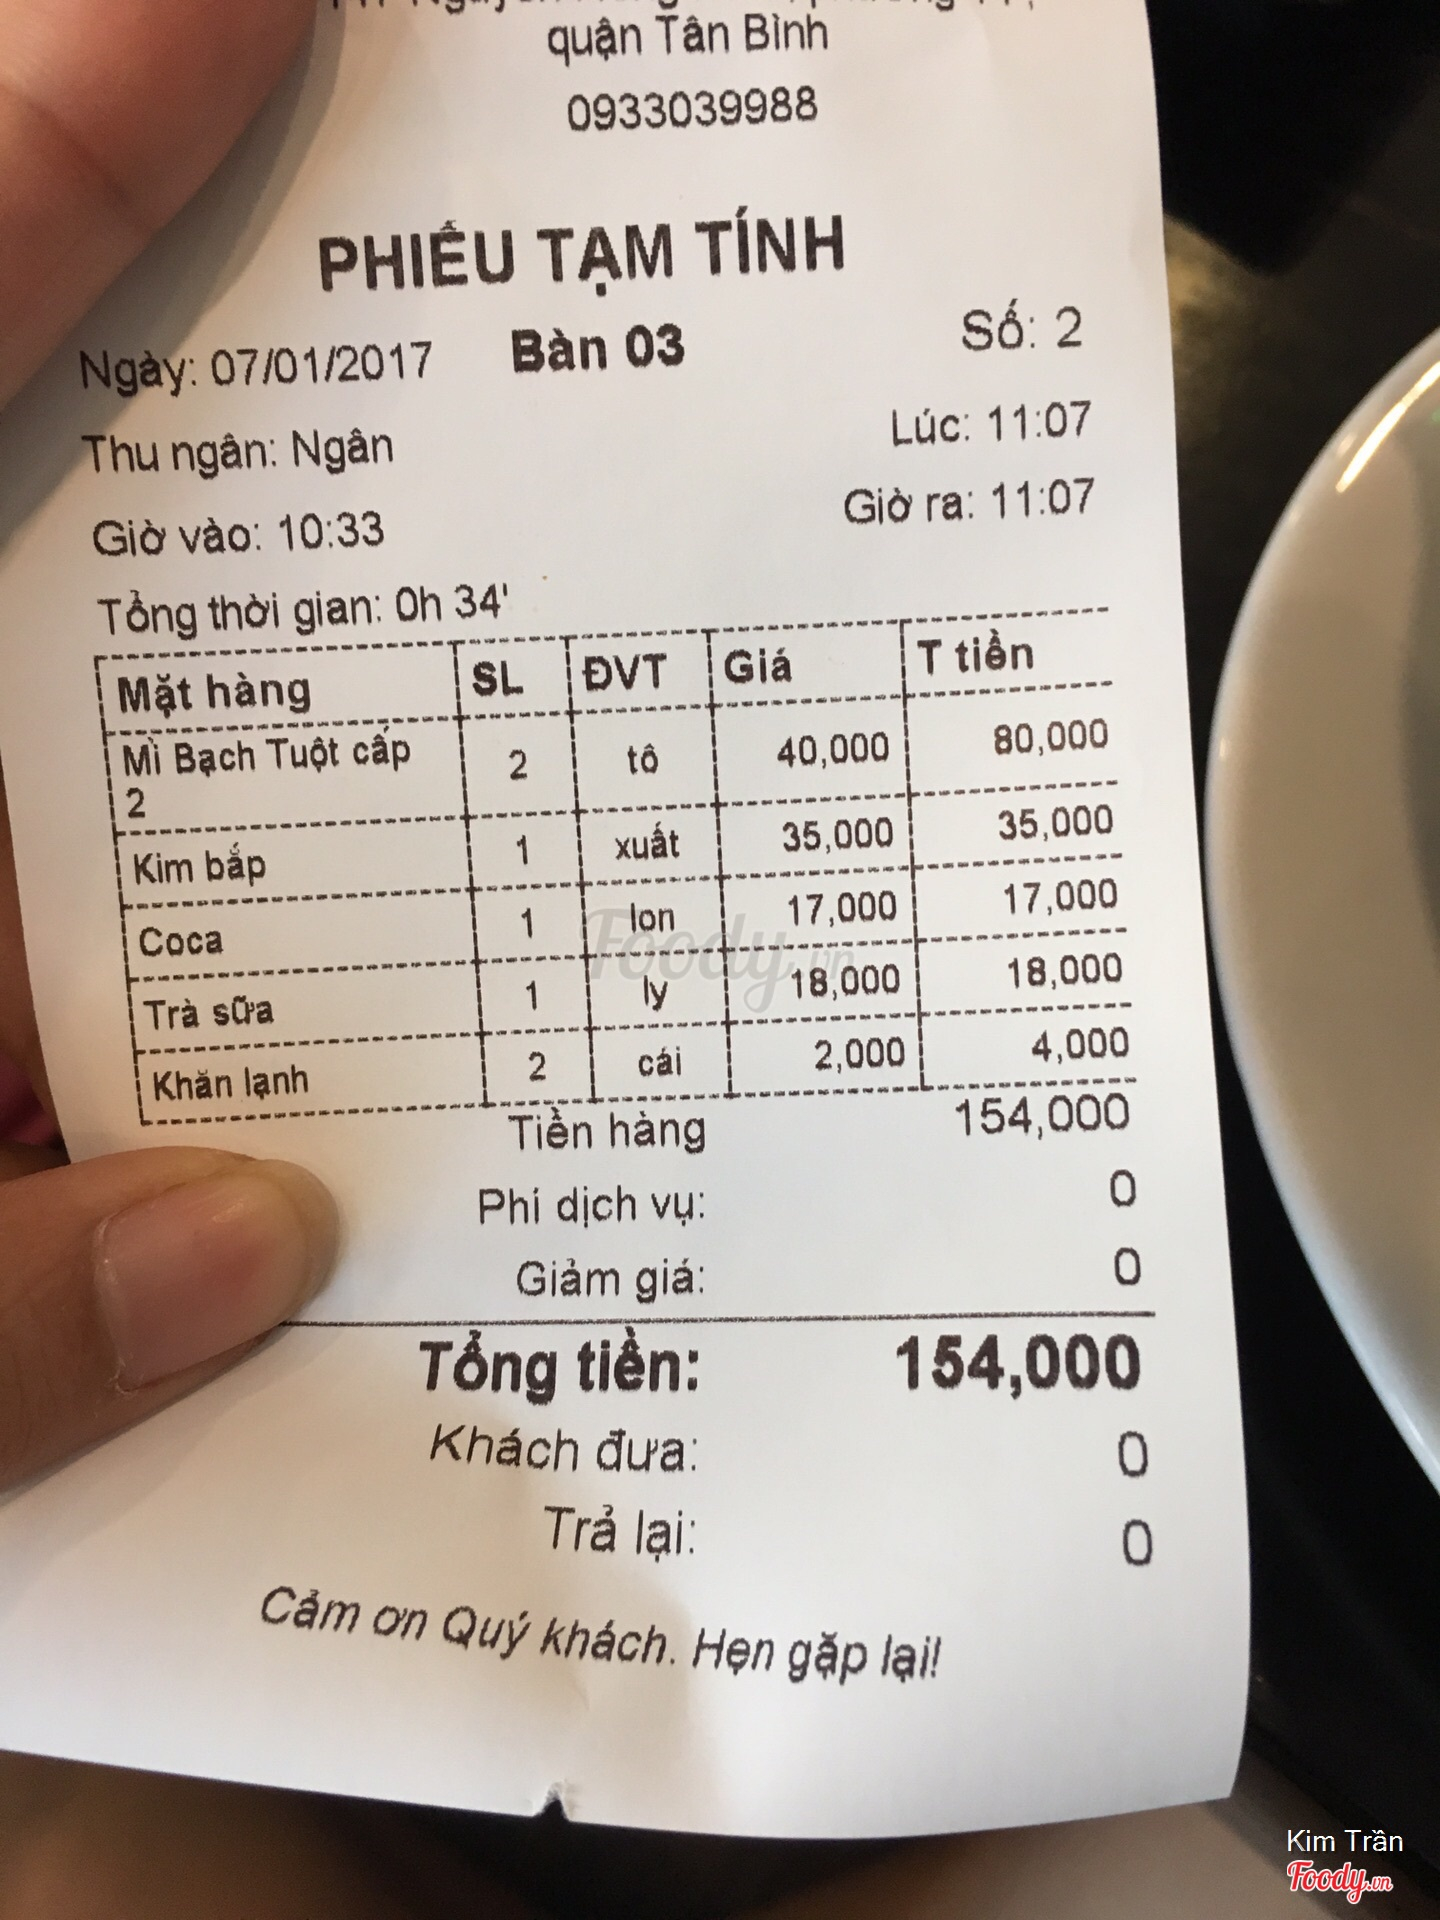 quận Tân Bình
0933039988
PHIẾU TẠM TÍNH
Ngày: 07/01/2017 Bàn 03 Số: 2
Thu ngân: Ngân Lúc: 11:07
Giờ vào: 10:33 Giờ ra: 11:07
Tổng thời gian: 0h 34'
Mặt hàng SL ĐVT Giá T tiền
Mì Bạch Tuột cấp 2 tô 40,000 80,000
2
Kim bắp 1 xuất 35,000 35,000
Coca 1 lon 17,000 17,000
Trà sữa 1 ly 18,000 18,000
Khăn lạnh 2 cái 2,000 4,000
Tiền hàng 154,000
Phí dịch vụ: 0
Giảm giá: 0
Tổng tiền: 154,000
Khách đưa: 0
Trả lại: 0
Cảm ơn Quý khách. Hẹn gặp lại!
Foody.vn
Kim Trần
Foody.vn